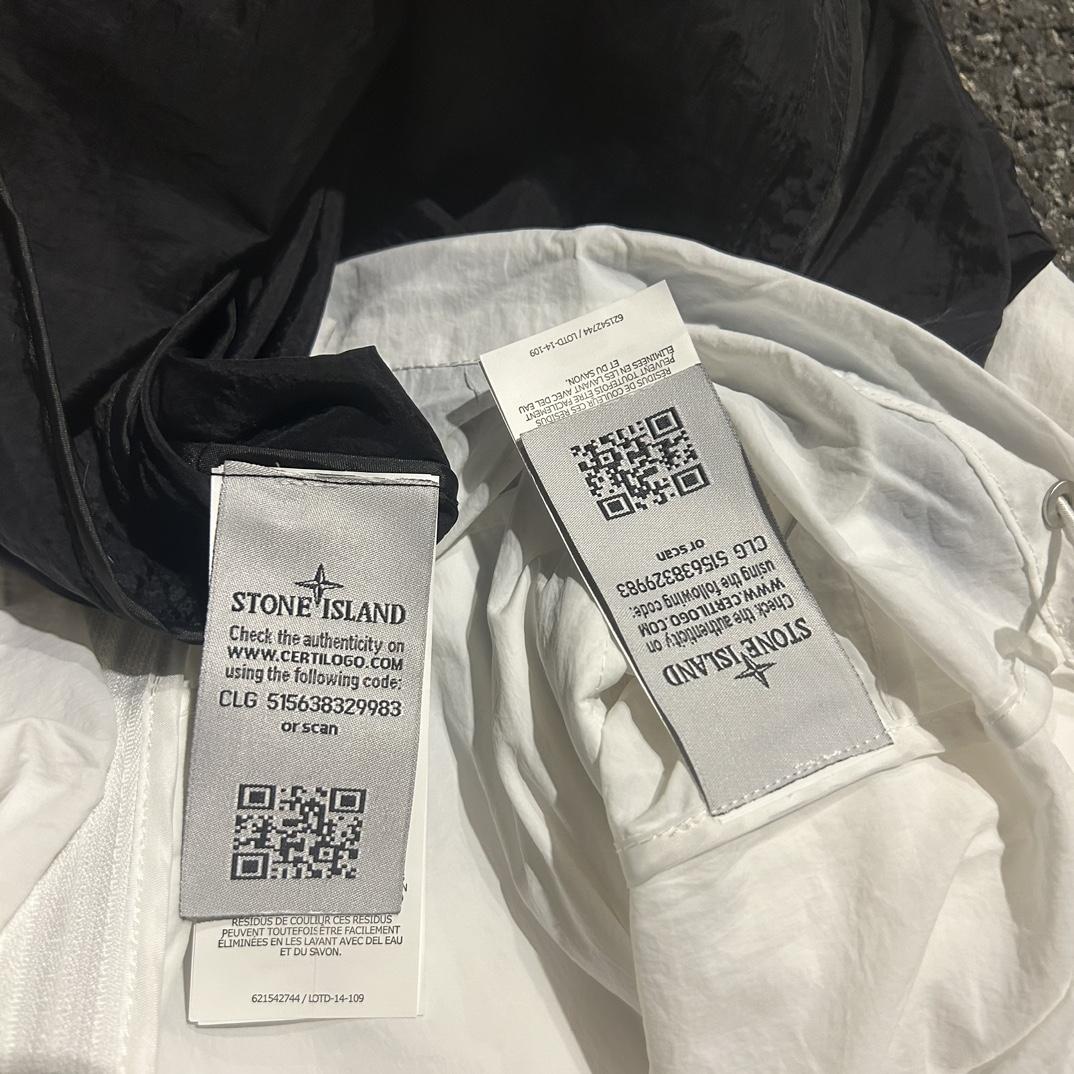 STONE ISLAND
Check the authenticity on
WWW.CERTILOGO.COM
using the following code:
CLG 515638329983
or scan
RESIDUS DE COULIUR CES RESIDUS
PEUVENT TOUTEFOIS ETRE FACILEMENT
ÉLIMINÉES EN LES LAYANT AVEC DEL EAU
ET DU SAVON.
621542744 / LOTD-14-109
STONE ISLAND
Check the authenticity on
WWW.CERTILOGO.COM
using the following code:
CLG 515638329983
or scan
RESIDUS DE COULEUR CES RESIDUS
PEUVENT TOUTEFOIS ETRE FACILEMENT
ÉLIMINÉES EN LES LAVANT AVEC DEL EAU
ET DU SAVON.
621542744 / LOTD-14-109